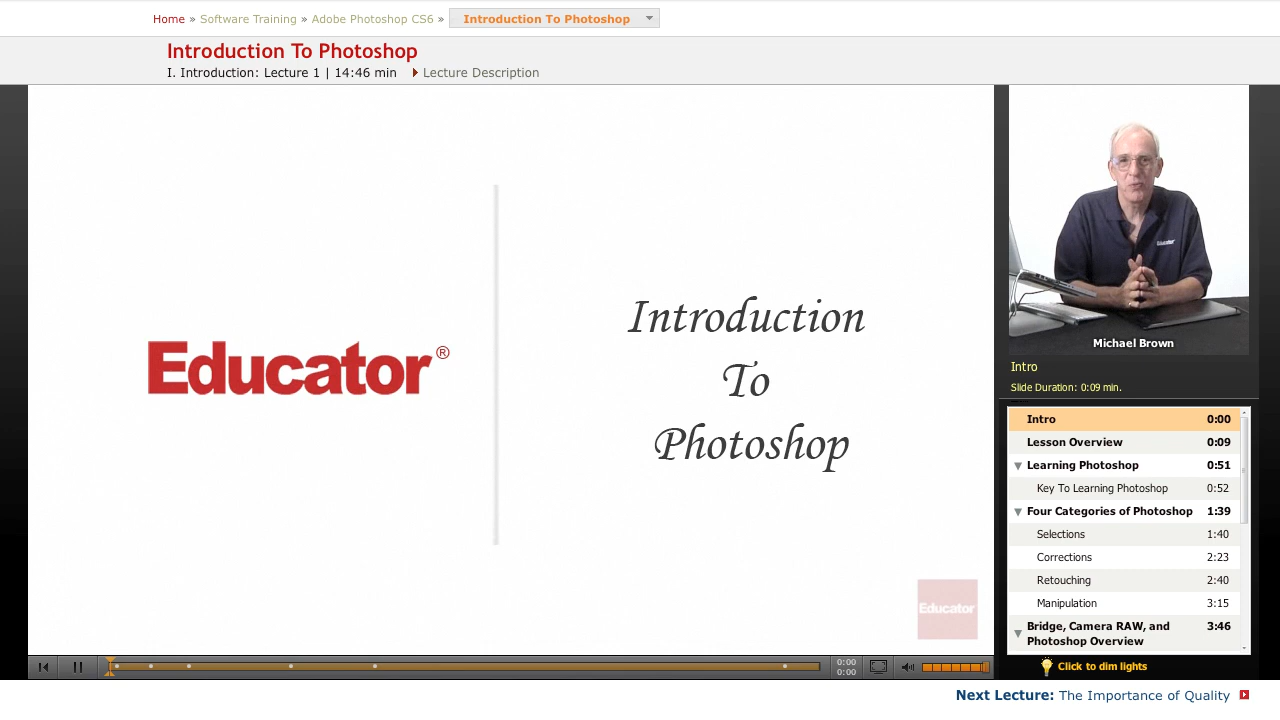 Home » Software Training » Adobe Photoshop CS6 » Introduction To Photoshop
Introduction To Photoshop
I. Introduction: Lecture 1 | 14:46 min Lecture Description
Educator®
Introduction
To
Photoshop
Educator
Educator
Michael Brown
Intro
Slide Duration: 0:09 min.
Intro 0:00
Lesson Overview 0:09
Learning Photoshop 0:51
Key To Learning Photoshop 0:52
Four Categories of Photoshop 1:39
Selections 1:40
Corrections 2:23
Retouching 2:40
Manipulation 3:15
Bridge, Camera RAW, and 3:46
Photoshop Overview
0:00
0:00
Click to dim lights
Next Lecture: The Importance of Quality